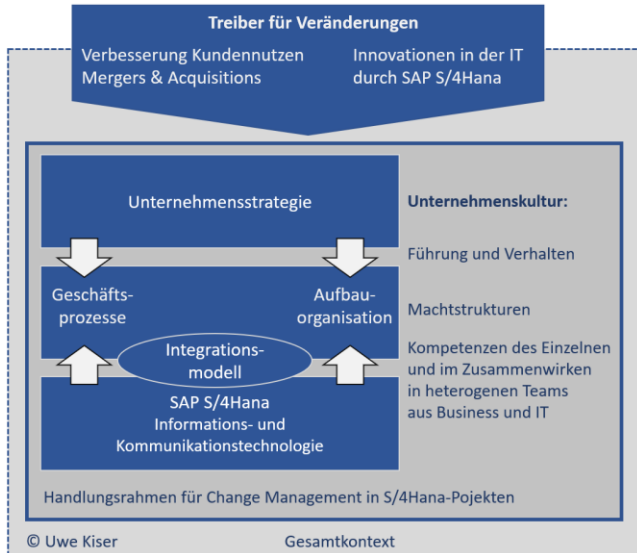 Treiber für Veränderungen
Verbesserung Kundennutzen
Mergers & Acquisitions
Innovationen in der IT
durch SAP S/4Hana
Unternehmensstrategie
Geschäfts-
prozesse
Aufbau-
organisation
Integrations-
modell
SAP S/4Hana
Informations- und
Kommunikationstechnologie
Unternehmenskultur:
Führung und Verhalten
Machtstrukturen
Kompetenzen des Einzelnen
und im Zusammenwirken
in heterogenen Teams
aus Business und IT
Handlungsrahmen für Change Management in S/4Hana-Pojekten
© Uwe Kiser
Gesamtkontext